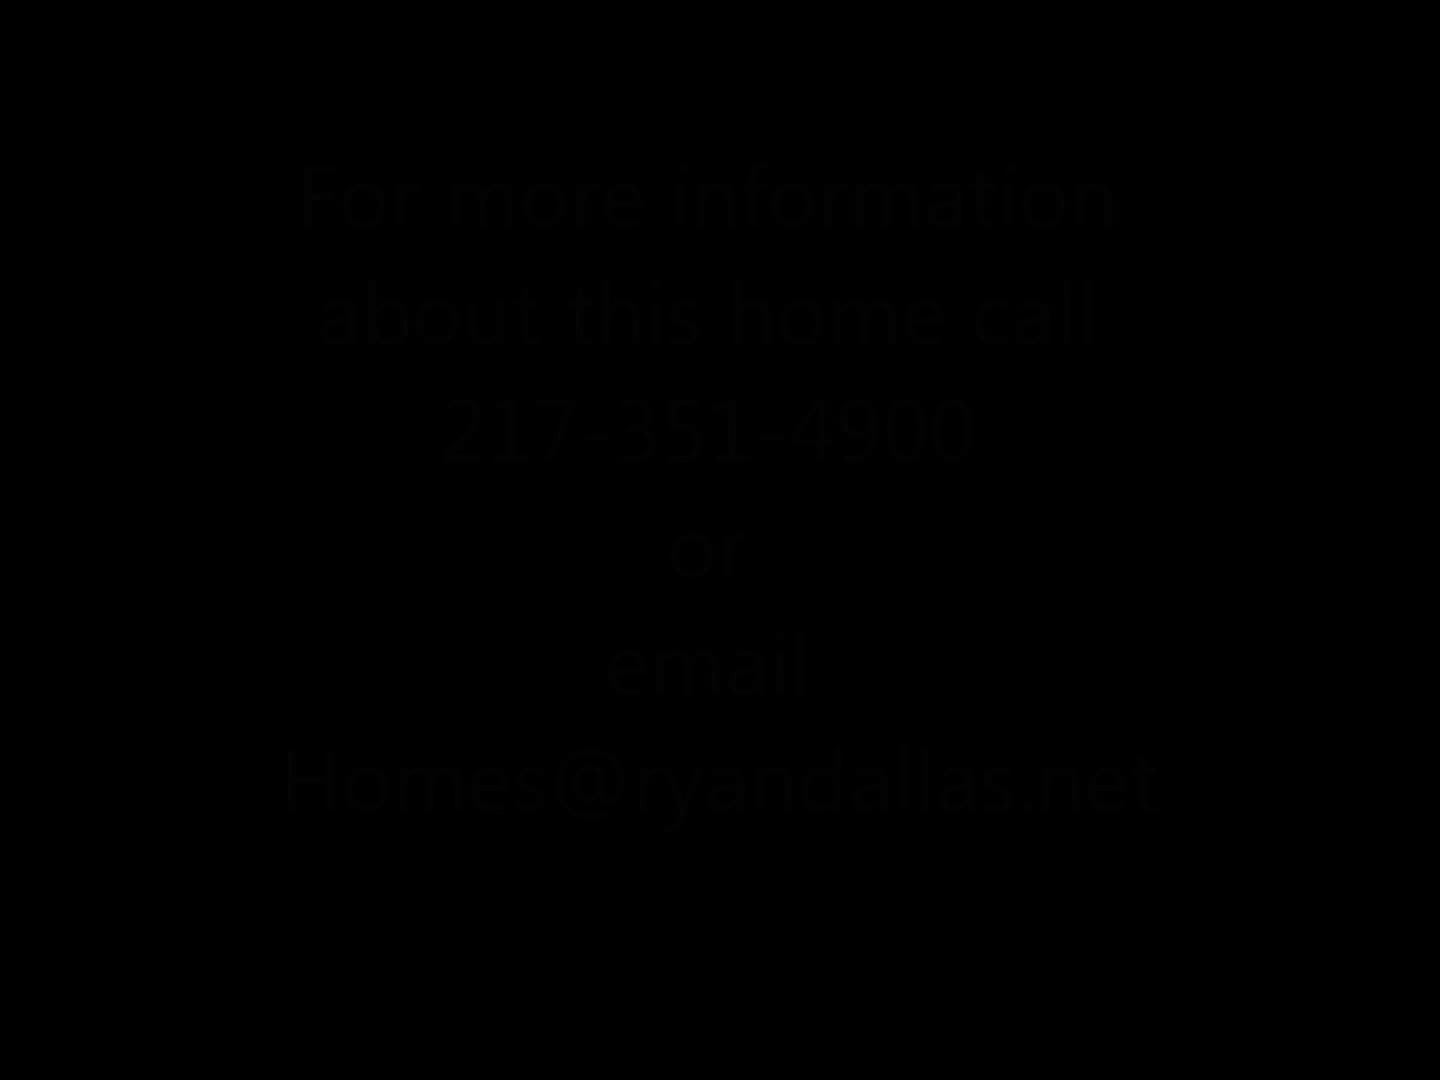 For more information
about this home call
217-351-4900
or
email
Homes@ryandallas.net